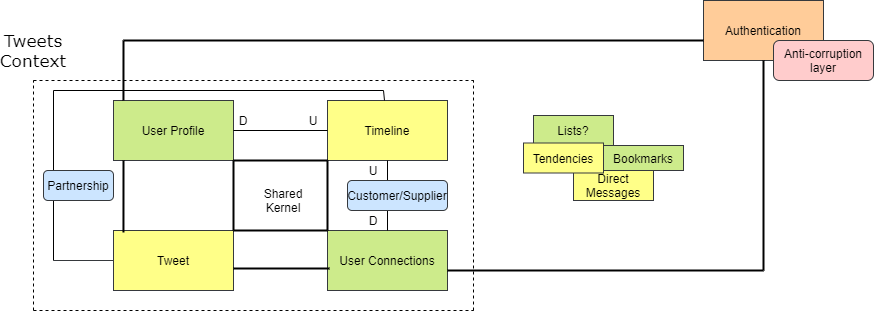 Authentication
Anti-corruption
layer
Tweets
Context
User Profile
D
U
Timeline
Lists?
Tendencies
Bookmarks
Direct
Messages
Partnership
U
Customer/Supplier
D
Shared
Kernel
Tweet
User Connections